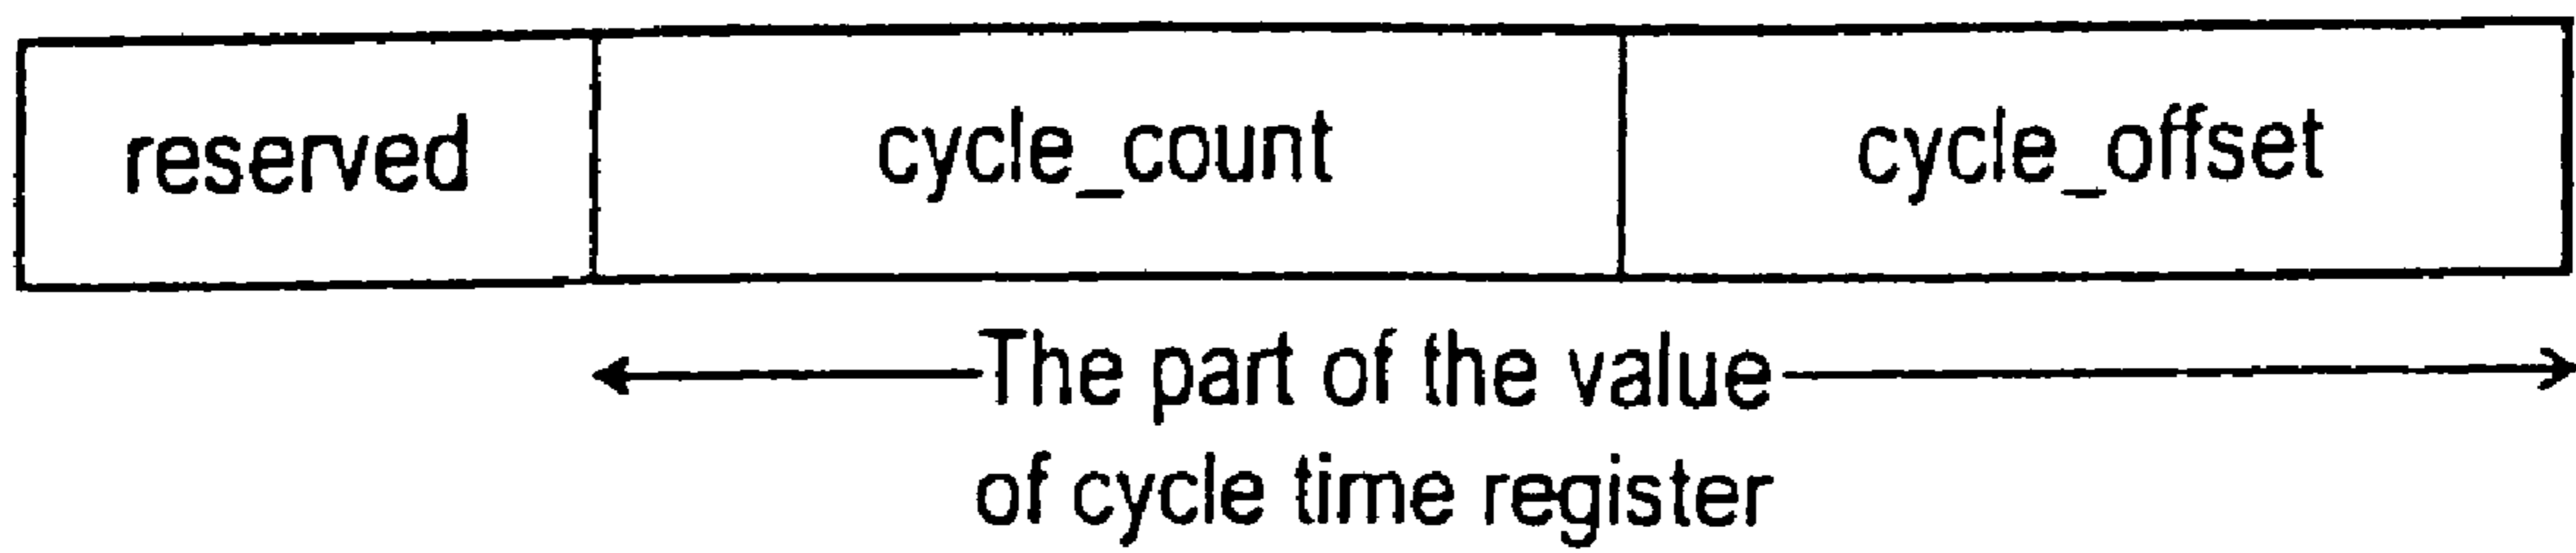 reserved cycle_count cycle_offset
The part of the value
of cycle time register